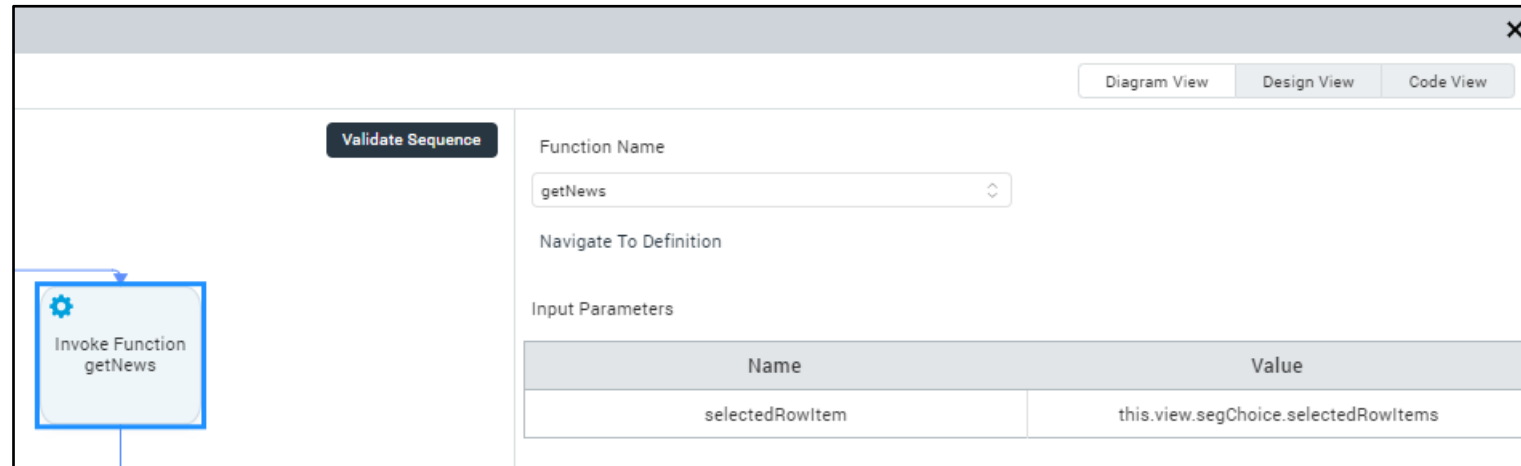 Diagram View
Design View
Code View
Validate Sequence
Function Name
getNews
Navigate To Definition
Invoke Function
getNews
Input Parameters
Name Value
selectedRowItem this.view.segChoice.selectedRowItems